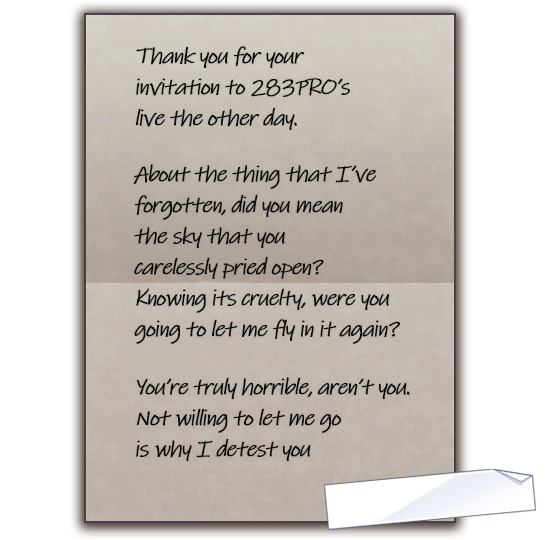 Thank you for your
invitation to 283PRO's
live the other day.
About the thing that I've
forgotten, did you mean
the sky that you
carelessly pried open?
Knowing its cruelty, were you
going to let me fly in it again?
You're truly horrible, aren't you.
Not willing to let me go
is why I detest you